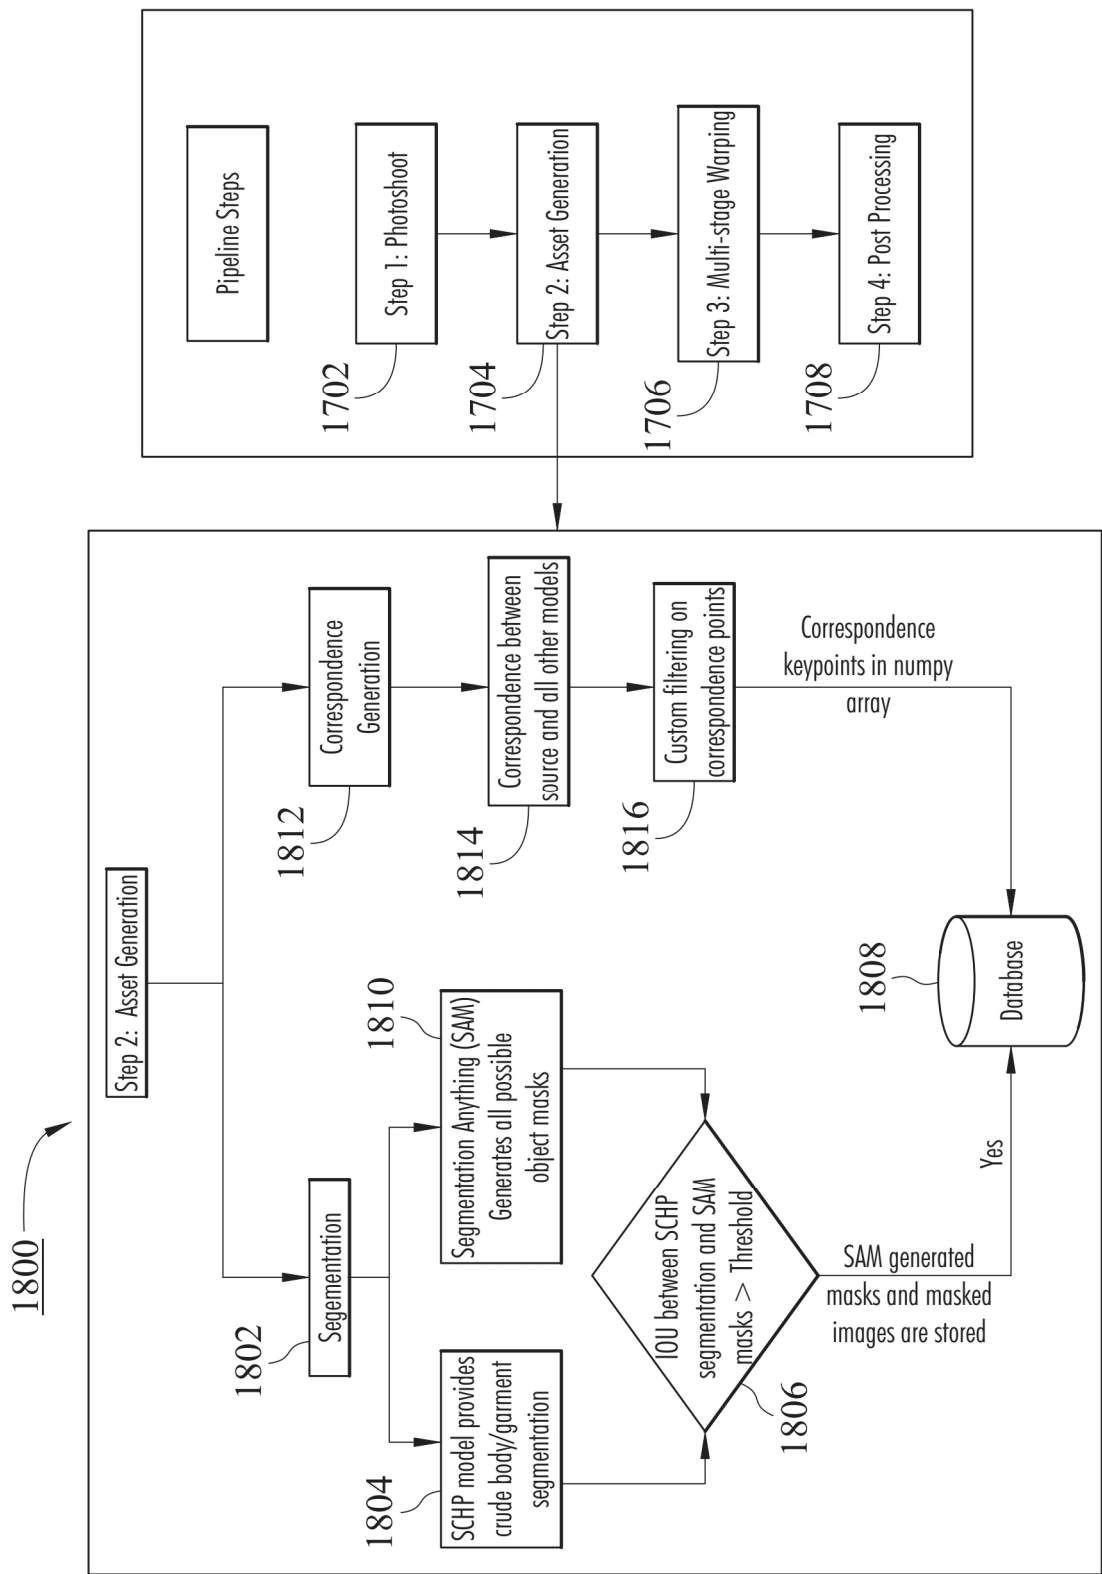 1800
Step 2: Asset Generation
1802
Segementation
1804
SCHP model provides
crude body/garment
segmentation
1810
Segmentation Anything (SAM)
Generates all possible
object masks
1806
IOU between SCHP
segmentation and SAM
masks > Threshold
SAM generated
masks and masked
images are stored
Yes
1808
Database
1812
Correspondence
Generation
1814
Correspondence between
source and all other models
1816
Custom filtering on
correspondence points
Correspondence
keypoints in numpy
array
Pipeline Steps
1702
Step 1: Photoshoot
1704
Step 2: Asset Generation
1706
Step 3: Multi-stage Warping
1708
Step 4: Post Processing